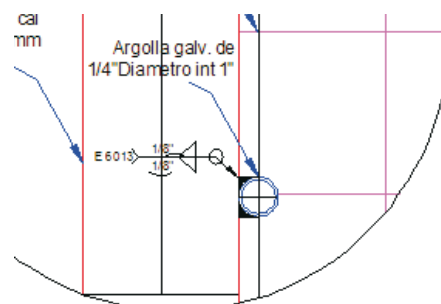 cal
mm
Argolla galv. de
1/4"Diametro int 1"
E 6013
1/8"
1/8"